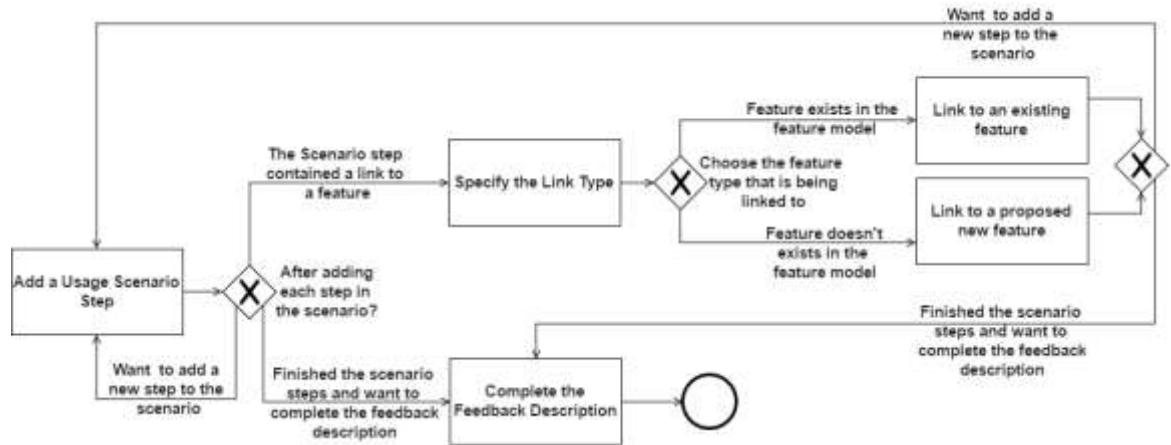 Want to add a
new step to the
scenario
Feature exists in the
feature model
Link to an existing
feature
The Scenario step
contained a link to
a feature
Specify the Link Type
X
Choose the feature
type that is being
linked to
X
Link to a proposed
new feature
Feature doesn't
exists in the
feature model
Add a Usage Scenario
Step
X
After adding
each step in
the scenario?
Finished the scenario
steps and want to
complete the feedback
description
Want to add a
new step to the
scenario
Finished the scenario
steps and want to
complete the feedback
description
Complete the
Feedback Description